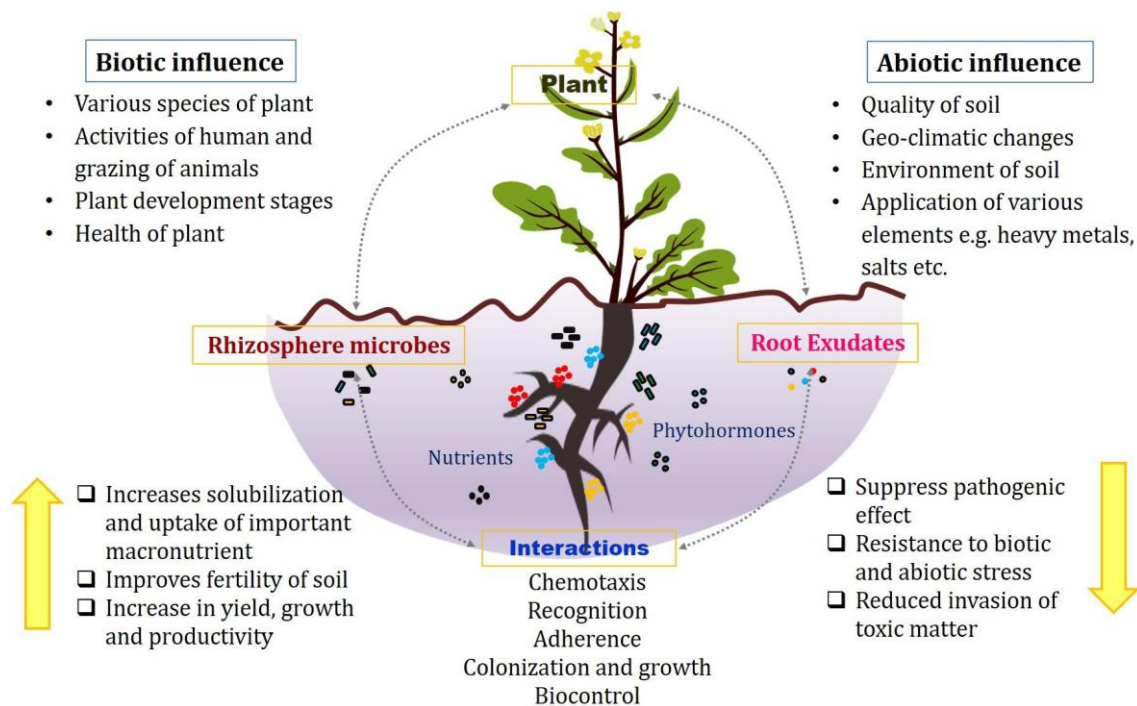 Biotic influence
• Various species of plant
• Activities of human and
grazing of animals
• Plant development stages
• Health of plant
Plant
Abiotic influence
• Quality of soil
• Geo-climatic changes
• Environment of soil
• Application of various
elements e.g. heavy metals,
salts etc.
Rhizosphere microbes
Root Exudates
Phytohormones
Nutrients
❑ Increases solubilization
and uptake of important
macronutrient
❑ Improves fertility of soil
❑ Increase in yield, growth
and productivity
Interactions
Chemotaxis
Recognition
Adherence
Colonization and growth
Biocontrol
❑ Suppress pathogenic
effect
❑ Resistance to biotic
and abiotic stress
❑ Reduced invasion of
toxic matter